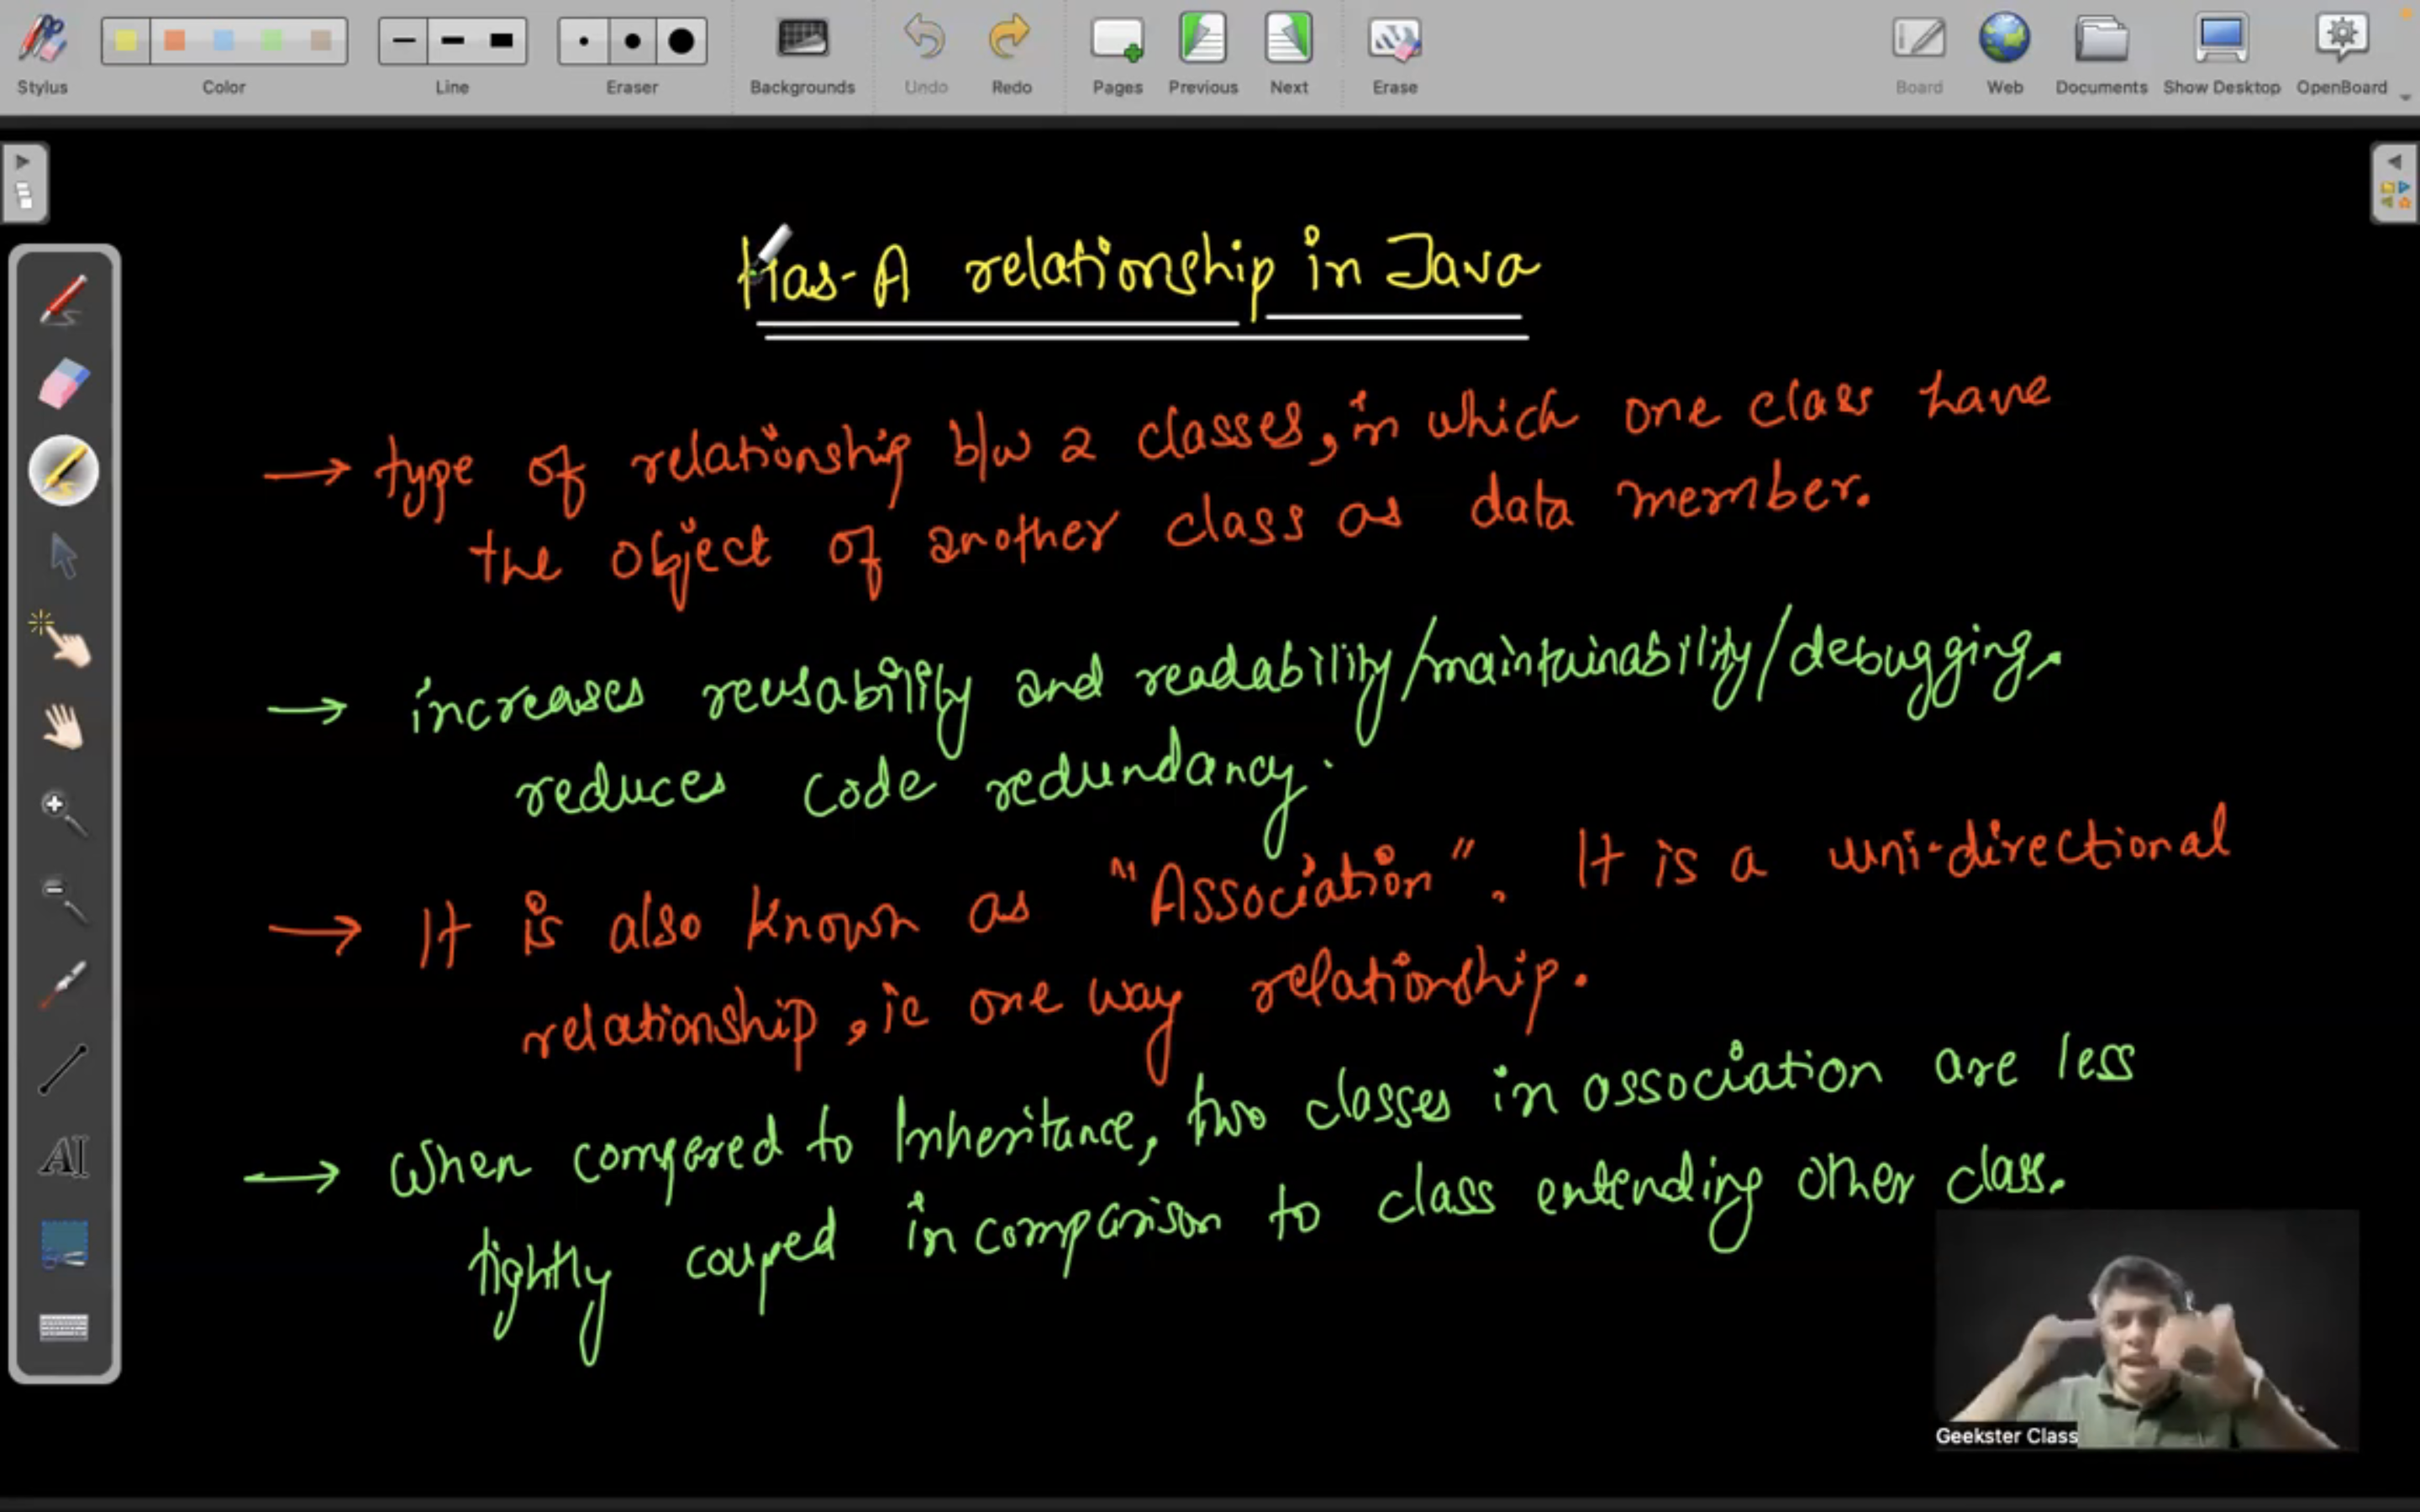 Stylus Color Line Eraser Backgrounds Undo Redo Pages Previous Next Erase Board Web Documents Show Desktop OpenBoard
Has-A relationship in Java
→ type of relationship b/w 2 classes, in which one class have
the object of another class as data member.
→ increases reusability and readability/maintainability/debugging.
reduces code redundancy.
→ It is also known as "Association". It is a uni-directional
relationship, ie one way relationship.
→ When compared to Inheritance, two classes in association are less
tightly couped in comparison to class extending other class.
AI
Geekster Class